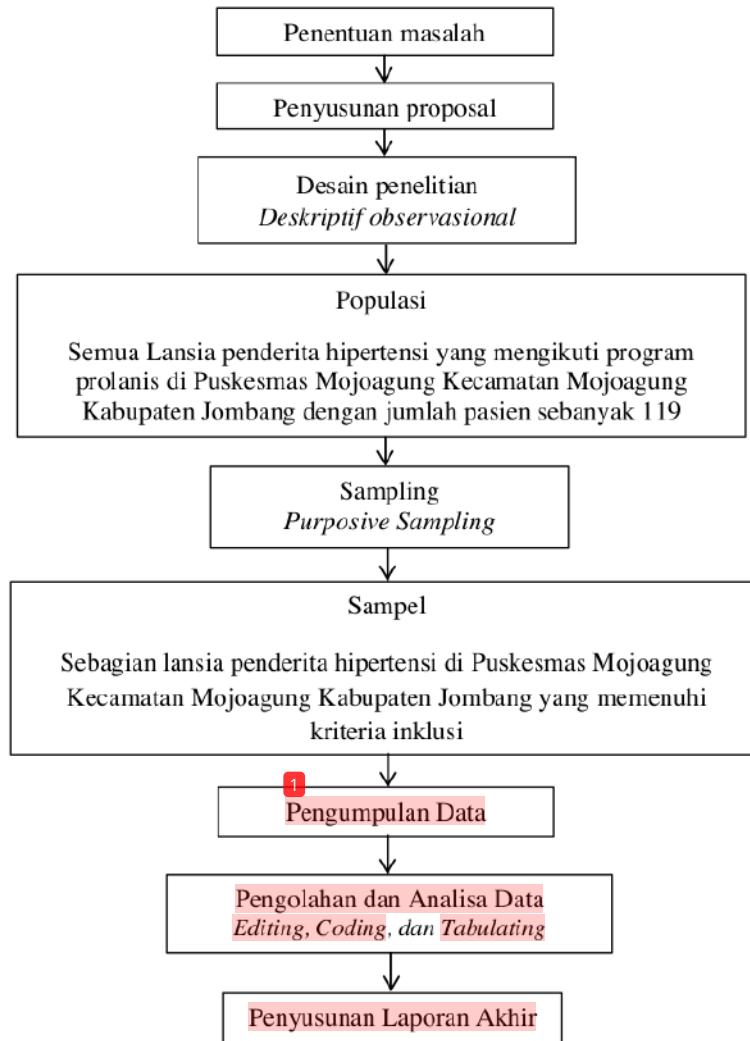 Penentuan masalah
Penyusunan proposal
Desain penelitian
Deskriptif observasional
Populasi
Semua Lansia penderita hipertensi yang mengikuti program
prolanis di Puskesmas Mojoagung Kecamatan Mojoagung
Kabupaten Jombang dengan jumlah pasien sebanyak 119
Sampling
Purposive Sampling
Sampel
Sebagian lansia penderita hipertensi di Puskesmas Mojoagung
Kecamatan Mojoagung Kabupaten Jombang yang memenuhi
kriteria inklusi
1
Pengumpulan Data
Pengolahan dan Analisa Data
Editing, Coding, dan Tabulating
Penyusunan Laporan Akhir